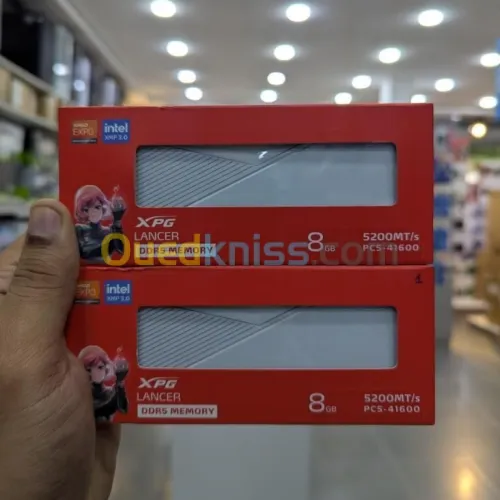 AMD
EXPO
intel
XMP 3.0
XPG
LANCER
DDR5 MEMORY
8GB
5200MT/s
PC5-41600
Ouedkniss.com
EXPO
intel
XMP 3.0
XPG
LANCER
DDR5 MEMORY
8GB
5200MT/s
PC5-41600